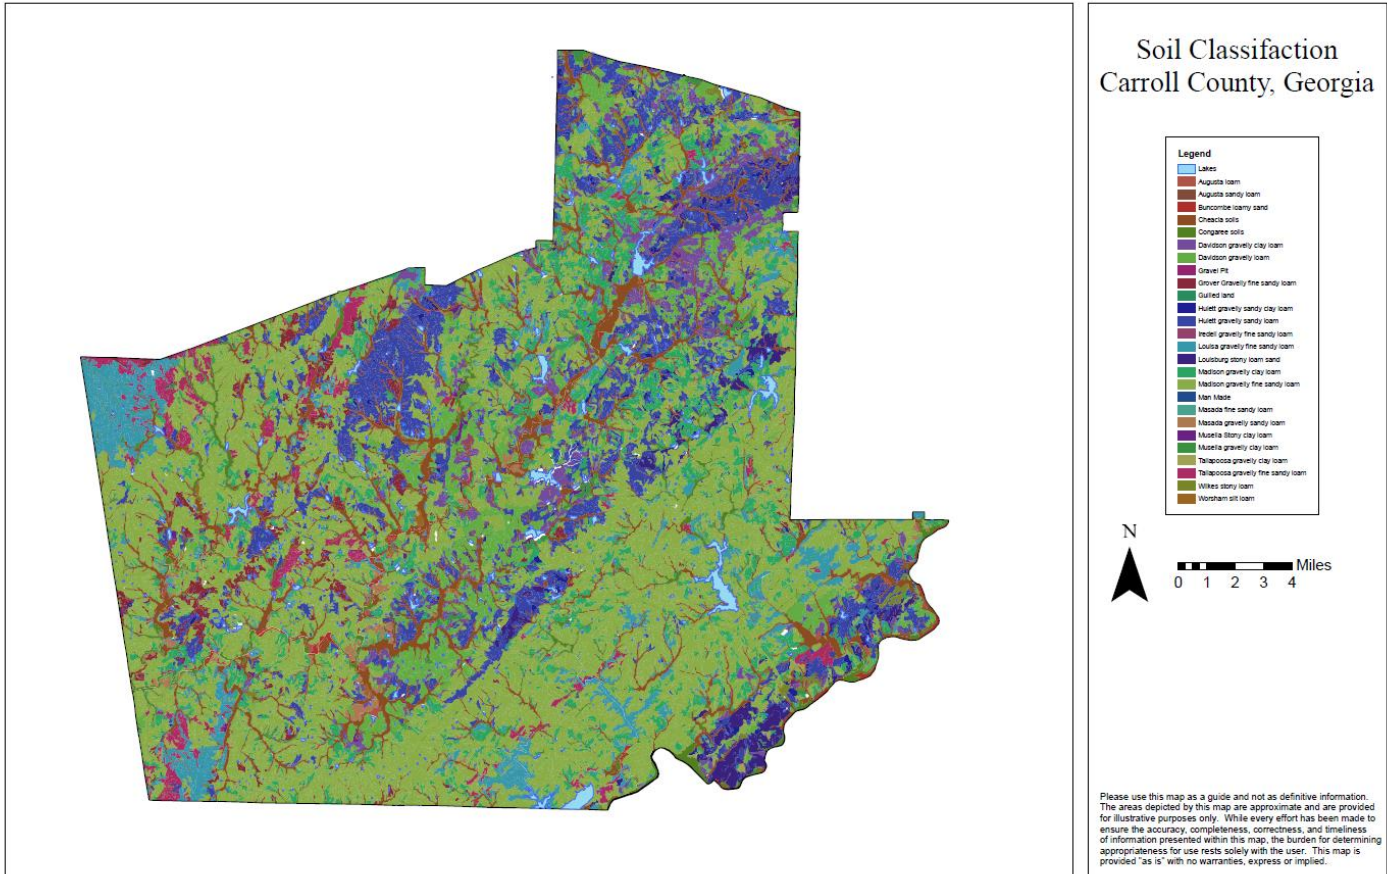 Soil Classifaction
Carroll County, Georgia
Legend
Lakes
Augusta loam
Augusta sandy loam
Buncombe loamy sand
Cheacla soils
Congaree soils
Davidson gravelly clay loam
Davidson gravelly loam
Gravel Pit
Grover Gravelly fine sandy loam
Gullied land
Hulett gravelly sandy clay loam
Hulett gravelly sandy loam
Iredell gravelly fine sandy loam
Louisa gravelly fine sandy loam
Louisburg stony loam sand
Madison gravelly clay loam
Madison gravelly fine sandy loam
Man Made
Masada fine sandy loam
Masada gravelly sandy loam
Musella Stony clay loam
Musella gravelly clay loam
Tallapoosa gravelly clay loam
Tallapoosa gravelly fine sandy loam
Wilkes stony loam
Worsham silt loam
N
Miles
0 1 2 3 4
Please use this map as a guide and not as definitive information.
The areas depicted by this map are approximate and are provided
for illustrative purposes only. While every effort has been made to
ensure the accuracy, completeness, correctness, and timeliness
of information presented within this map, the burden for determining
appropriateness for use rests solely with the user. This map is
provided "as is" with no warranties, express or implied.